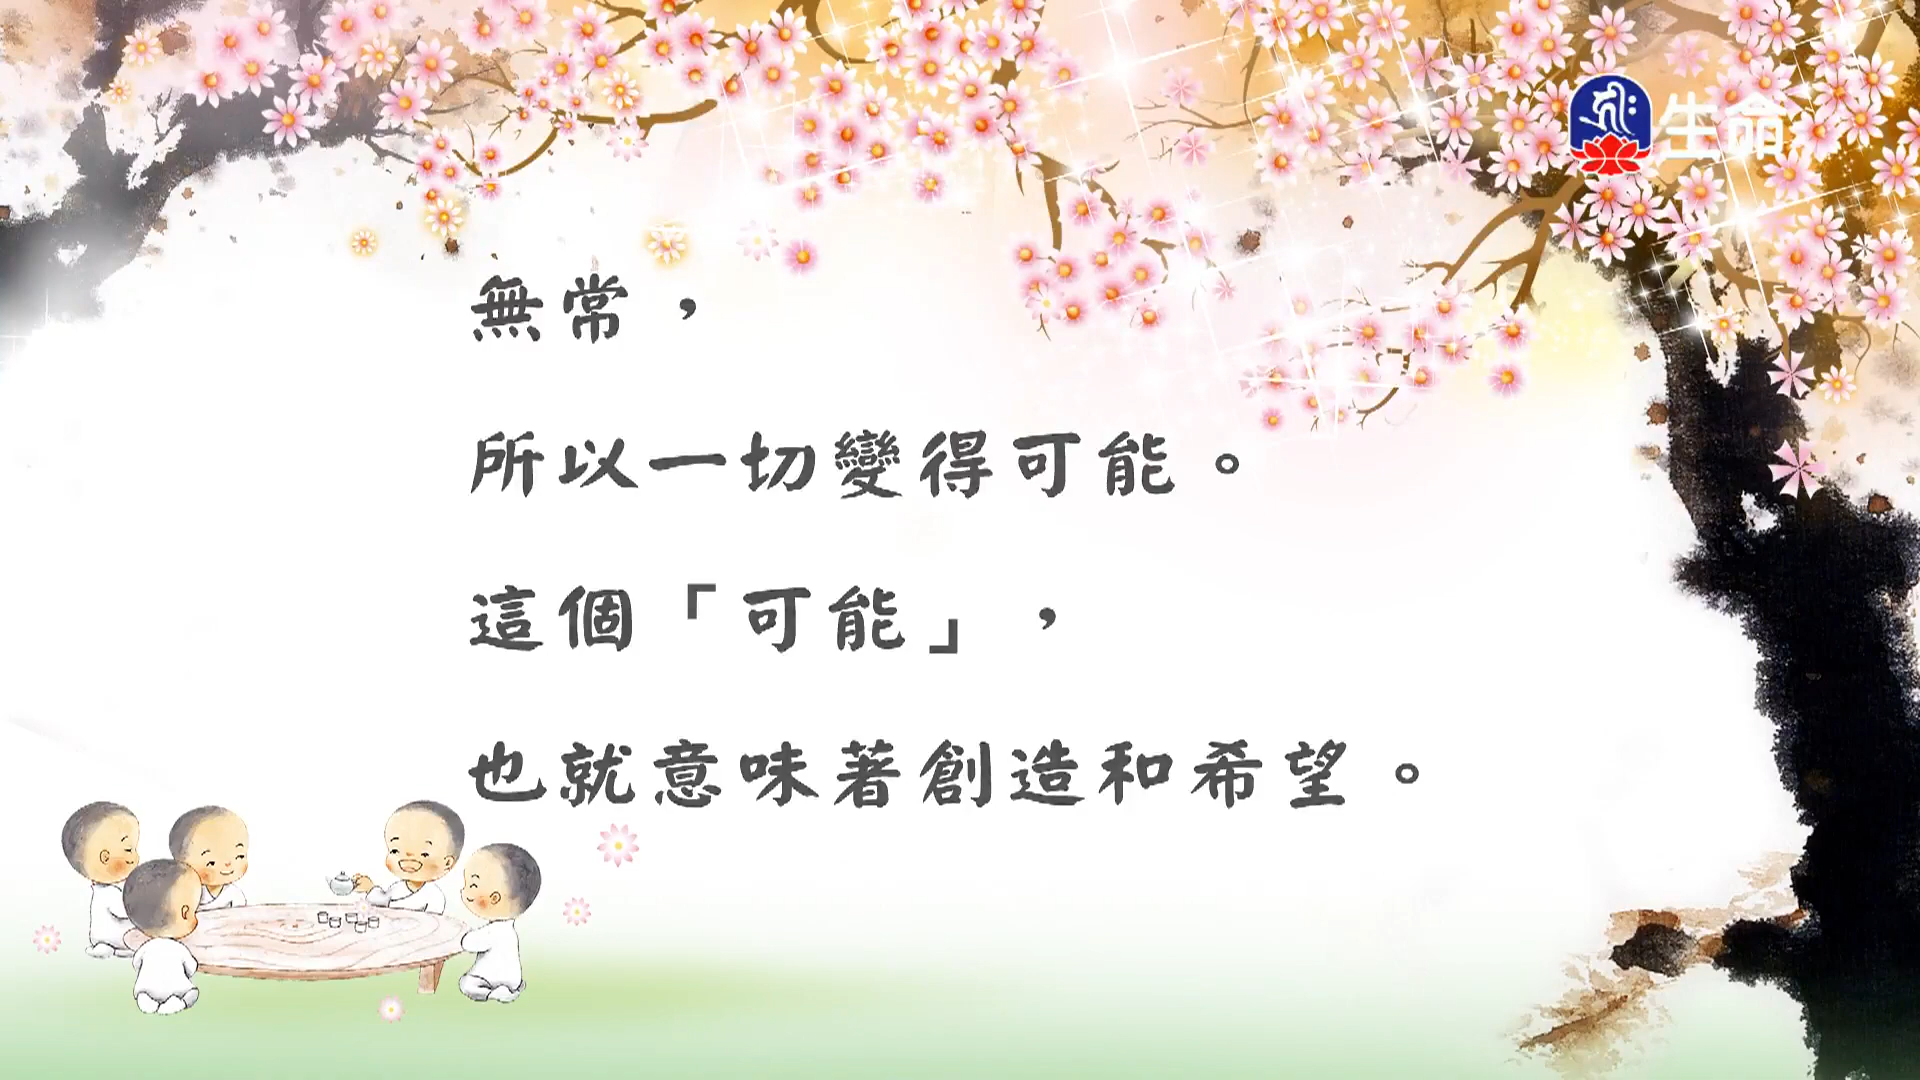 生命
無常，
所以一切變得可能。
這個「可能」，
也就意味著創造和希望。